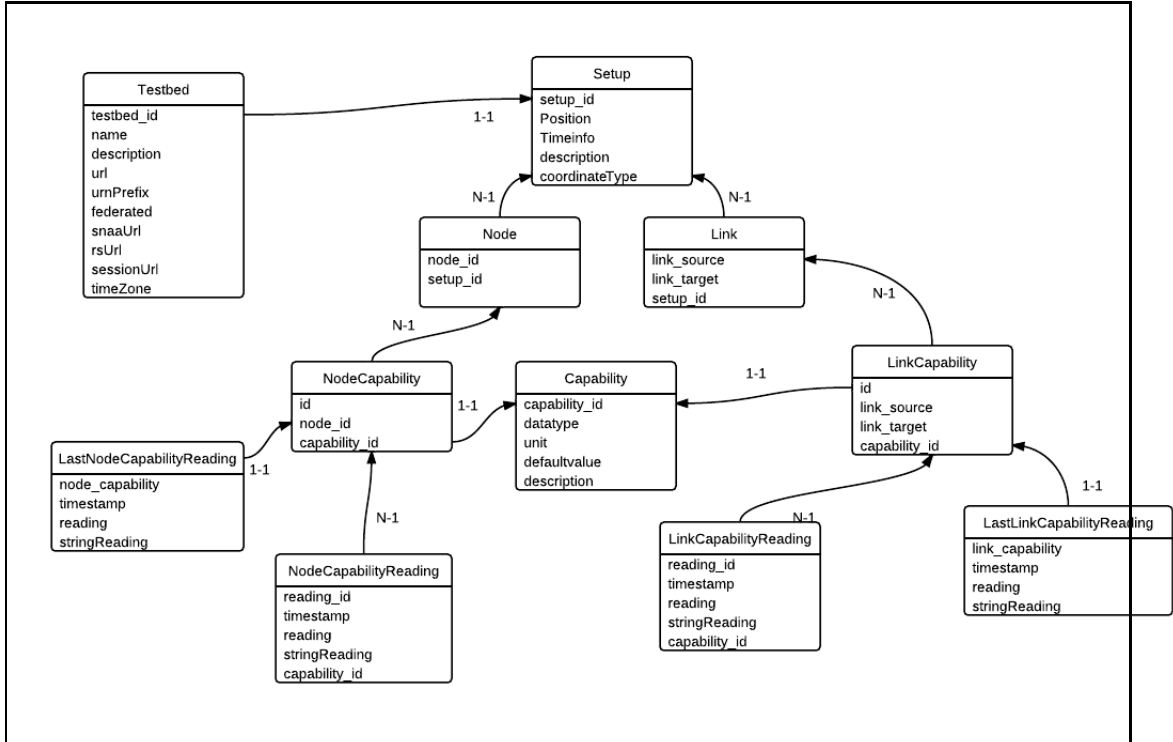 Testbed
testbed_id
name
description
url
urnPrefix
federated
snaaUrl
rsUrl
sessionUrl
timeZone
1-1
Setup
setup_id
Position
Timeinfo
description
coordinateType
N-1
N-1
Node
node_id
setup_id
Link
link_source
link_target
setup_id
N-1
N-1
NodeCapability
id
node_id
capability_id
1-1
Capability
capability_id
datatype
unit
defaultvalue
description
1-1
LinkCapability
id
link_source
link_target
capability_id
LastNodeCapabilityReading
node_capability
timestamp
reading
stringReading
1-1
N-1
NodeCapabilityReading
reading_id
timestamp
reading
stringReading
capability_id
N-1
LinkCapabilityReading
reading_id
timestamp
reading
stringReading
capability_id
1-1
LastLinkCapabilityReading
link_capability
timestamp
reading
stringReading